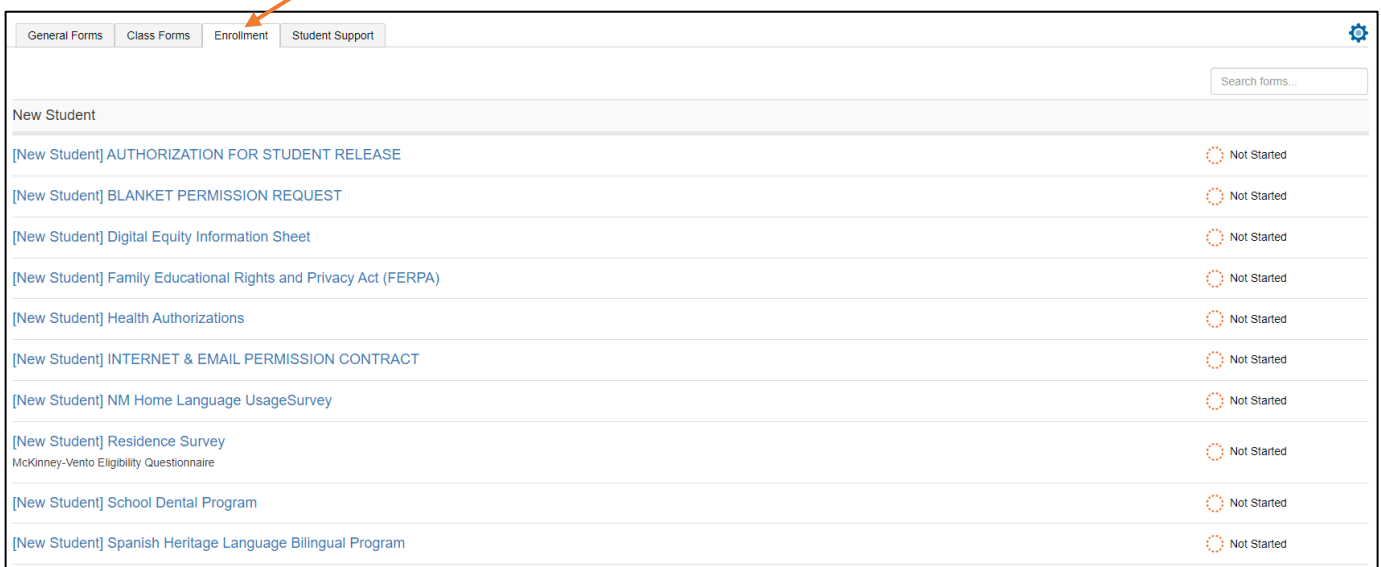 General Forms Class Forms Enrollment Student Support
Search forms...
New Student
[New Student] AUTHORIZATION FOR STUDENT RELEASE Not Started
[New Student] BLANKET PERMISSION REQUEST Not Started
[New Student] Digital Equity Information Sheet Not Started
[New Student] Family Educational Rights and Privacy Act (FERPA) Not Started
[New Student] Health Authorizations Not Started
[New Student] INTERNET & EMAIL PERMISSION CONTRACT Not Started
[New Student] NM Home Language UsageSurvey Not Started
[New Student] Residence Survey Not Started
McKinney-Vento Eligibility Questionnaire
[New Student] School Dental Program Not Started
[New Student] Spanish Heritage Language Bilingual Program Not Started